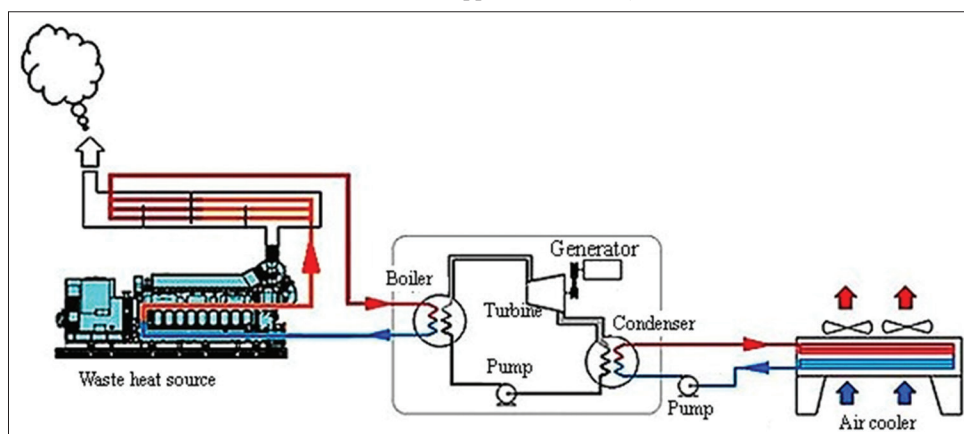 Generator
Boiler
Turbine
Condenser
Pump
Waste heat source
Pump
Air cooler